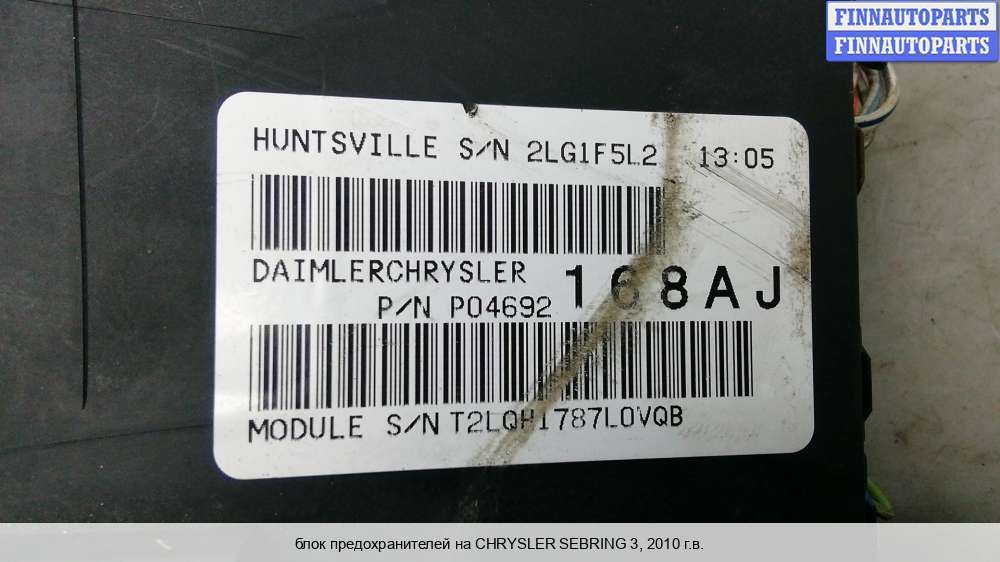 FINNAUTOPARTS
FINNAUTOPARTS
HUNTSVILLE S/N 2LG1F5L2 13:05
DAIMLERCHRYSLER
P/N P04692 168AJ
MODULE S/N T2LQH1787L0VQB
блок предохранителей на CHRYSLER SEBRING 3, 2010 г.в.